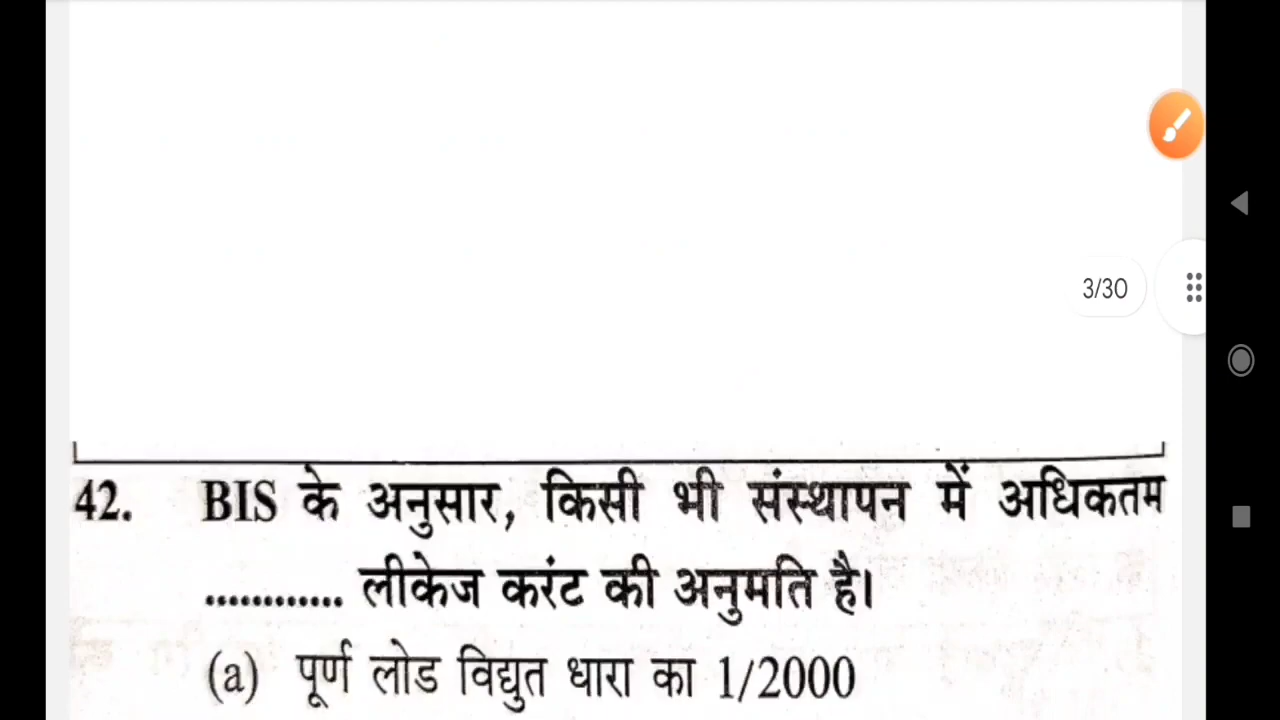 3/30
42. BIS के अनुसार, किसी भी संस्थापन में अधिकतम
............ लीकेज करंट की अनुमति है।
(a) पूर्ण लोड विद्युत धारा का 1/2000